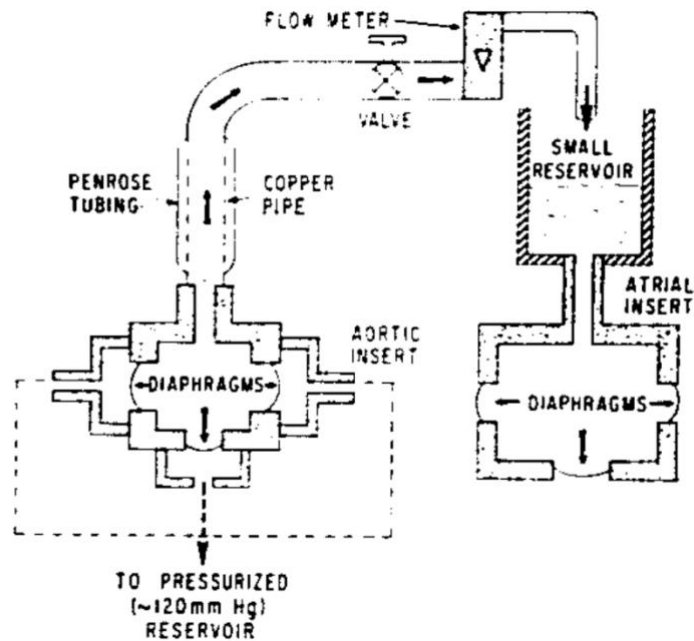 FLOW METER
VALVE
SMALL
RESERVOIR
PENROSE
TUBING
COPPER
PIPE
ATRIAL
INSERT
AORTIC
INSERT
DIAPHRAGMS
DIAPHRAGMS
TO PRESSURIZED
(~120mm Hg)
RESERVOIR